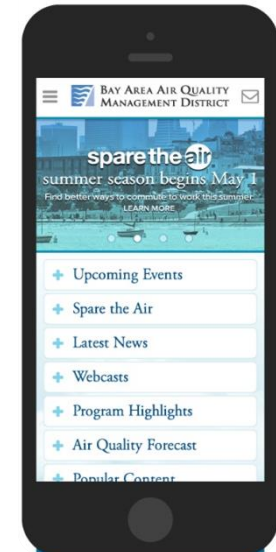 BAY AREA AIR QUALITY
MANAGEMENT DISTRICT
spare the air
summer season begins May 1
Find better ways to commute to work this summer.
LEARN MORE
+ Upcoming Events
+ Spare the Air
+ Latest News
+ Webcasts
+ Program Highlights
+ Air Quality Forecast
+ Popular Content